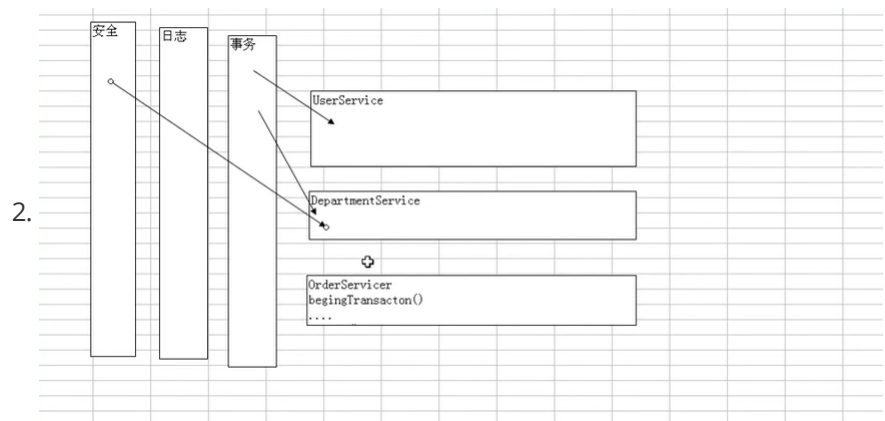 安全
日志
事务
UserService
2.
DepartmentService
OrderServicer
begingTransacton()
....